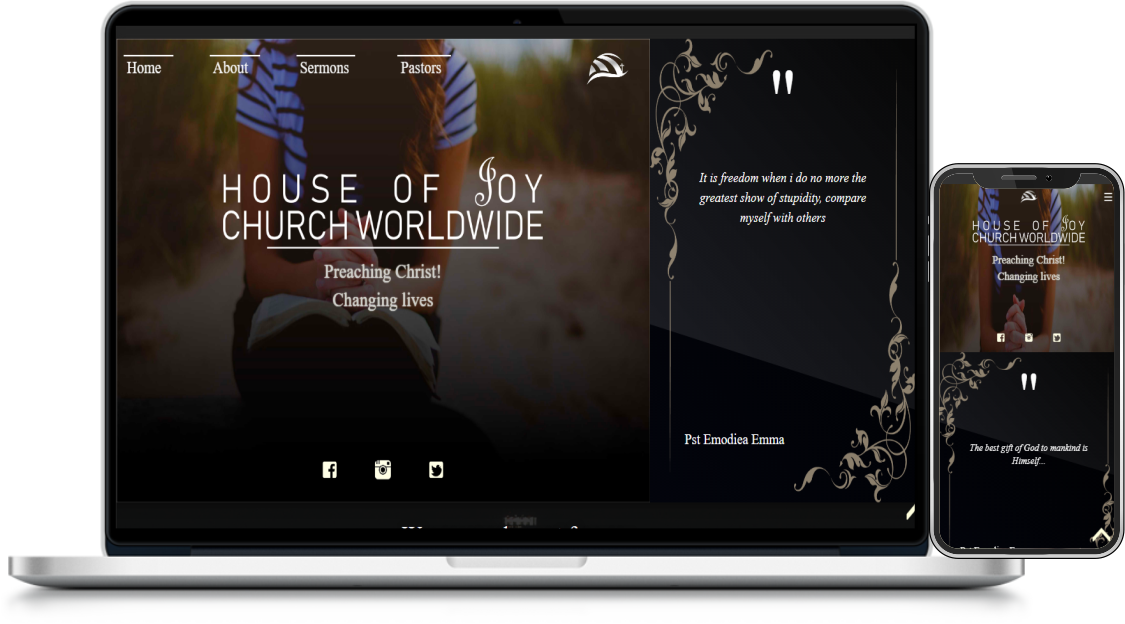 Home About Sermons Pastors
HOUSE OF JOY
CHURCH WORLDWIDE
Preaching Christ!
Changing lives
"
It is freedom when i do no more the
greatest show of stupidity, compare
myself with others
Pst Emodiea Emma
HOUSE OF JOY
CHURCH WORLDWIDE
Preaching Christ!
Changing lives
"
The best gift of God to mankind is
Himself...